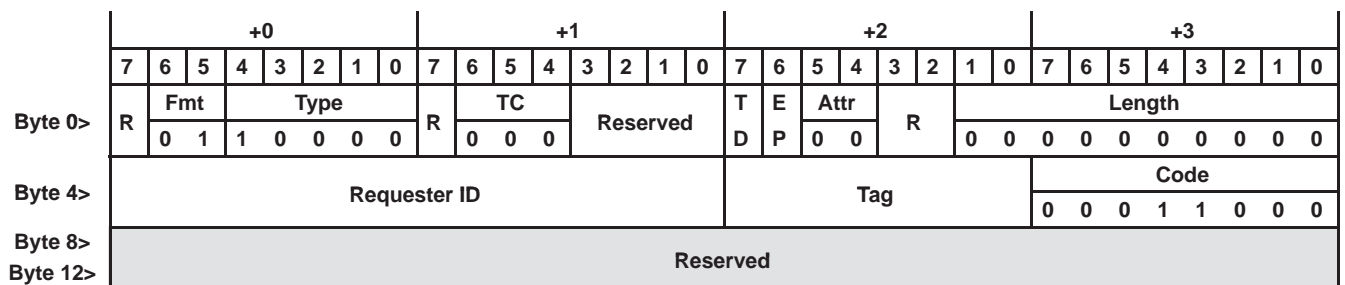 +0 +1 +2 +3
7 6 5 4 3 2 1 0 7 6 5 4 3 2 1 0 7 6 5 4 3 2 1 0 7 6 5 4 3 2 1 0
Byte 0> R Fmt Type R TC Reserved T E Attr R Length
0 1 1 0 0 0 0 0 0 0 D P 0 0 0 0 0 0 0 0 0 0 0 0
Byte 4> Requester ID Tag Code
0 0 0 1 1 0 0 0
Byte 8>
Reserved
Byte 12>